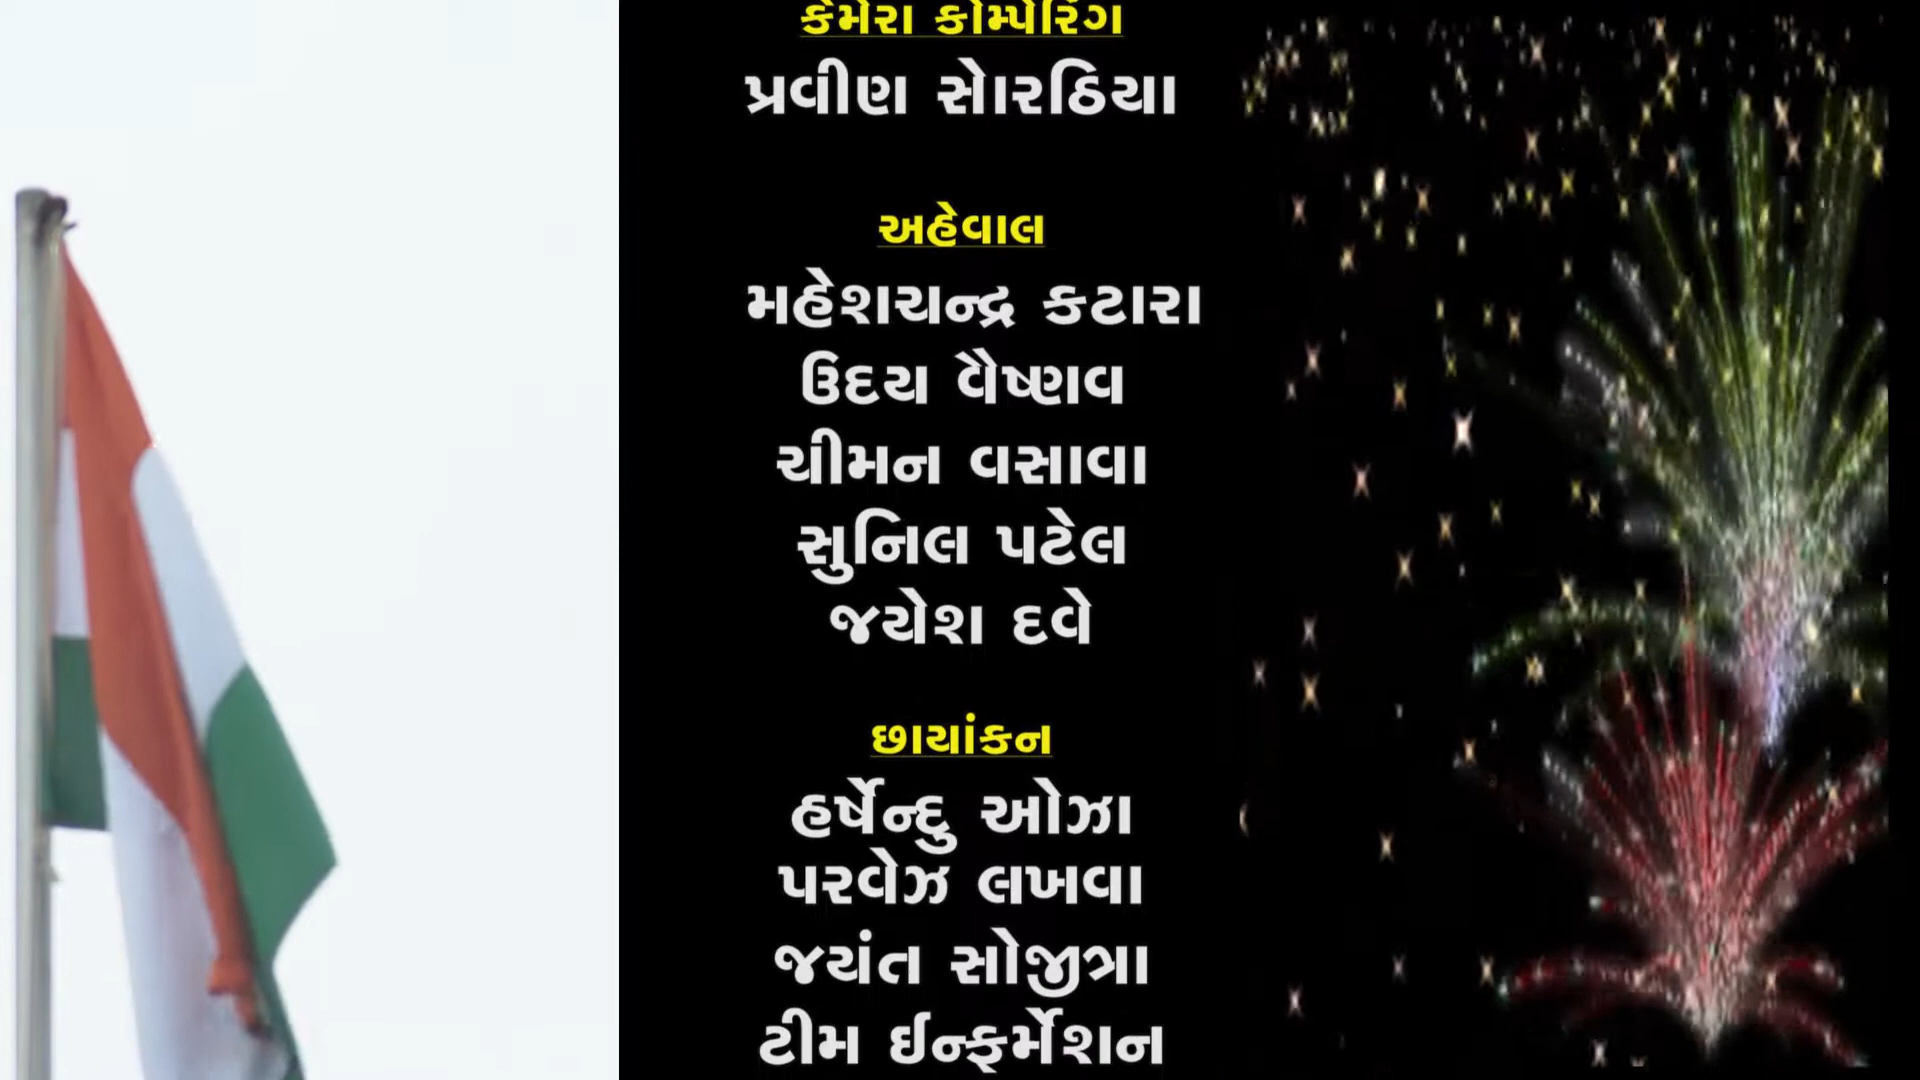 કેમેરા કોમ્પેરિંગ
પ્રવીણ સોરઠિયા
અહેવાલ
મહેશચન્દ્ર કટારા
ઉદય વૈષ્ણવ
ચીમન વસાવા
સુનિલ પટેલ
જયેશ દવે
છાયાંકન
હર્ષેન્દુ ઓઝા
પરવેઝ લખવા
જયંત સોજીત્રા
ટીમ ઈન્ફર્મેશન